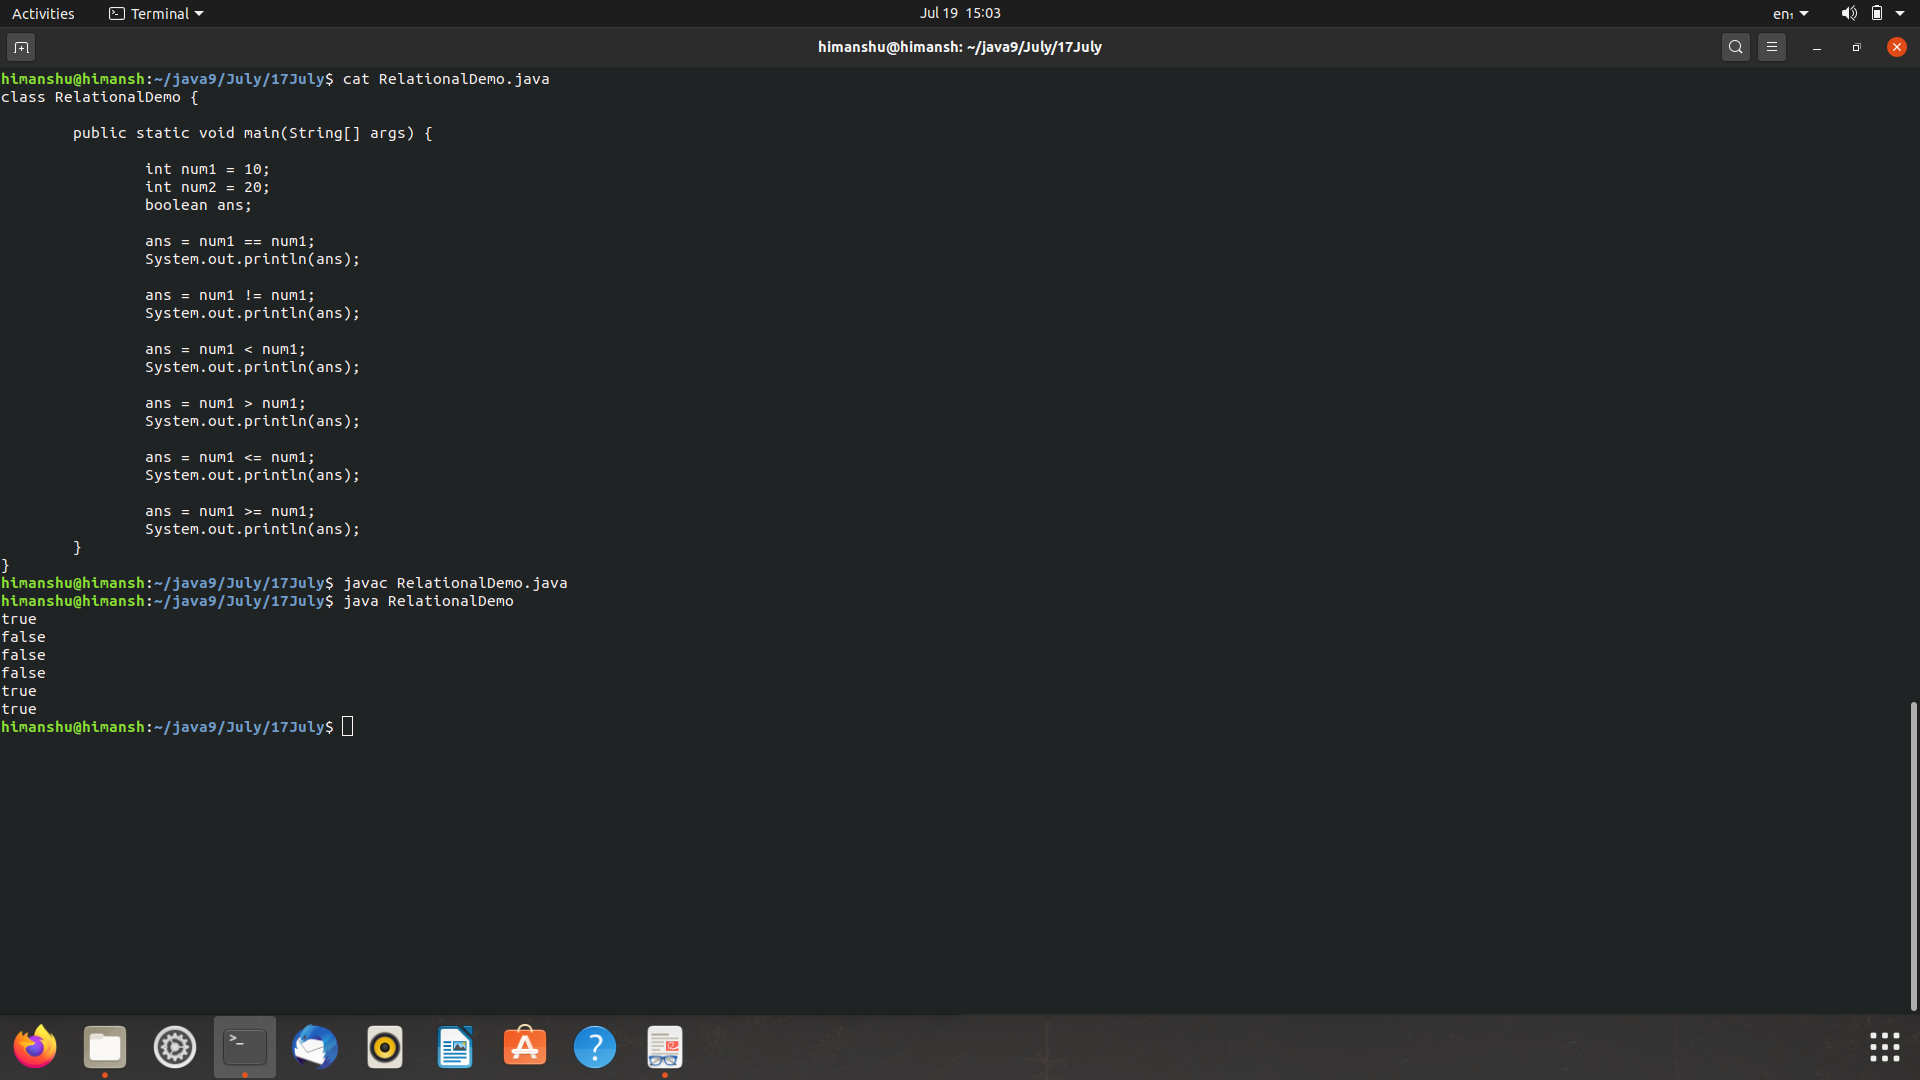 Activities Terminal Jul 19 15:03 en₁
himanshu@himansh: ~/java9/July/17July
himanshu@himansh:~/java9/July/17July$ cat RelationalDemo.java
class RelationalDemo {
public static void main(String[] args) {
int num1 = 10;
int num2 = 20;
boolean ans;
ans = num1 == num1;
System.out.println(ans);
ans = num1 != num1;
System.out.println(ans);
ans = num1 < num1;
System.out.println(ans);
ans = num1 > num1;
System.out.println(ans);
ans = num1 <= num1;
System.out.println(ans);
ans = num1 >= num1;
System.out.println(ans);
}
}
himanshu@himansh:~/java9/July/17July$ javac RelationalDemo.java
himanshu@himansh:~/java9/July/17July$ java RelationalDemo
true
false
false
false
true
true
himanshu@himansh:~/java9/July/17July$